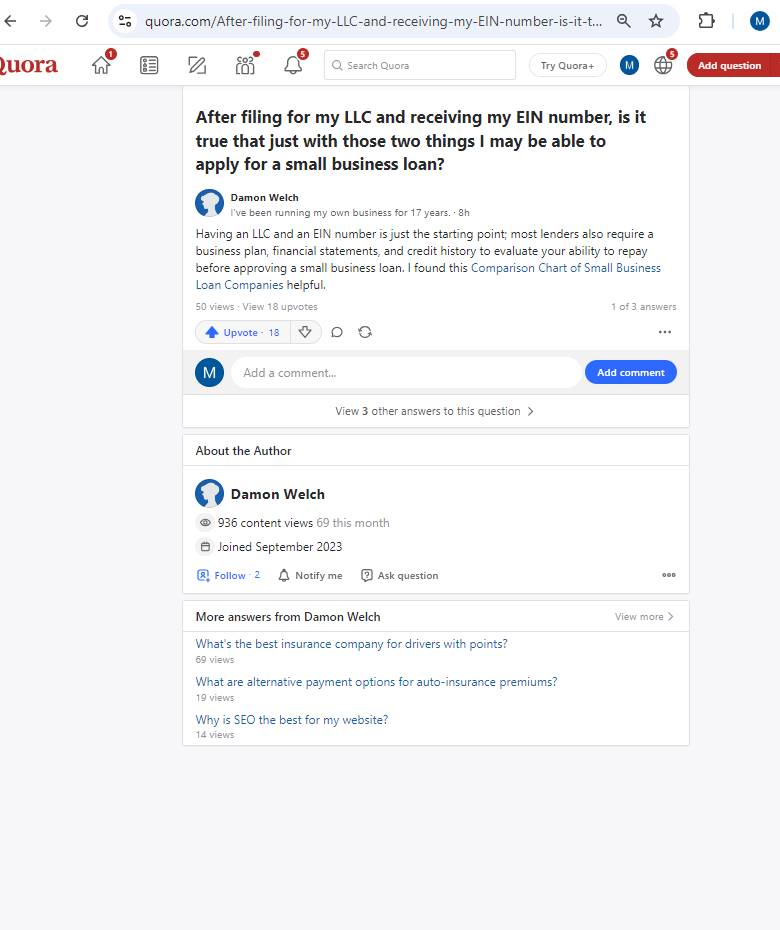 quora.com/After-filing-for-my-LLC-and-receiving-my-EIN-number-is-it-t...
M
1
5
Search Quora
Try Quora+
M
5
Add question
After filing for my LLC and receiving my EIN number, is it
true that just with those two things I may be able to
apply for a small business loan?
Damon Welch
I've been running my own business for 17 years. · 8h
Having an LLC and an EIN number is just the starting point; most lenders also require a
business plan, financial statements, and credit history to evaluate your ability to repay
before approving a small business loan. I found this Comparison Chart of Small Business
Loan Companies helpful.
50 views · View 18 upvotes
1 of 3 answers
Upvote · 18
M
Add a comment...
Add comment
View 3 other answers to this question
About the Author
Damon Welch
936 content views 69 this month
Joined September 2023
Follow · 2
Notify me
Ask question
More answers from Damon Welch
View more
What's the best insurance company for drivers with points?
69 views
What are alternative payment options for auto-insurance premiums?
19 views
Why is SEO the best for my website?
14 views